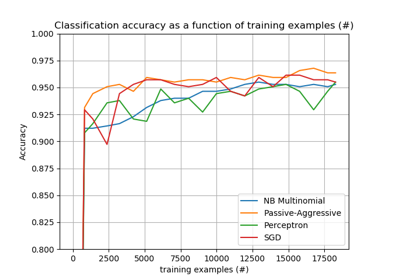 Classification accuracy as a function of training examples (#)
1.000
0.975
0.950
0.925
0.900
0.875
0.850
0.825
0.800
Accuracy
NB Multinomial
Passive-Aggressive
Perceptron
SGD
0 2500 5000 7500 10000 12500 15000 17500
training examples (#)